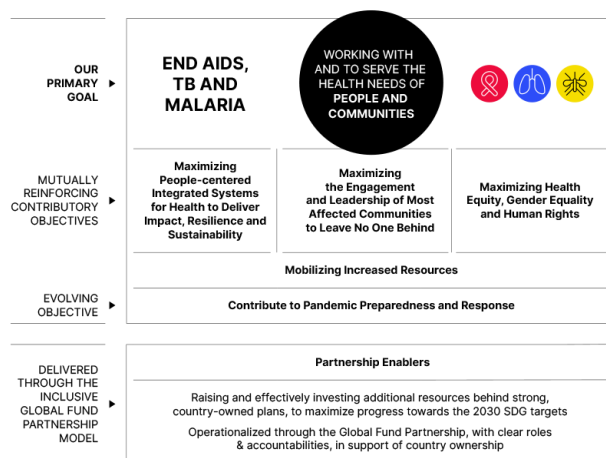 OUR
PRIMARY
GOAL
END AIDS,
TB AND
MALARIA
WORKING WITH
AND TO SERVE THE
HEALTH NEEDS OF
PEOPLE AND
COMMUNITIES
MUTUALLY
REINFORCING
CONTRIBUTORY
OBJECTIVES
Maximizing
People-centered
Integrated Systems
for Health to Deliver
Impact, Resilience and
Sustainability
Maximizing
the Engagement
and Leadership of Most
Affected Communities
to Leave No One Behind
Maximizing Health
Equity, Gender Equality
and Human Rights
Mobilizing Increased Resources
EVOLVING
OBJECTIVE
Contribute to Pandemic Preparedness and Response
DELIVERED
THROUGH THE
INCLUSIVE
GLOBAL FUND
PARTNERSHIP
MODEL
Partnership Enablers
Raising and effectively investing additional resources behind strong,
country-owned plans, to maximize progress towards the 2030 SDG targets
Operationalized through the Global Fund Partnership, with clear roles
& accountabilities, in support of country ownership